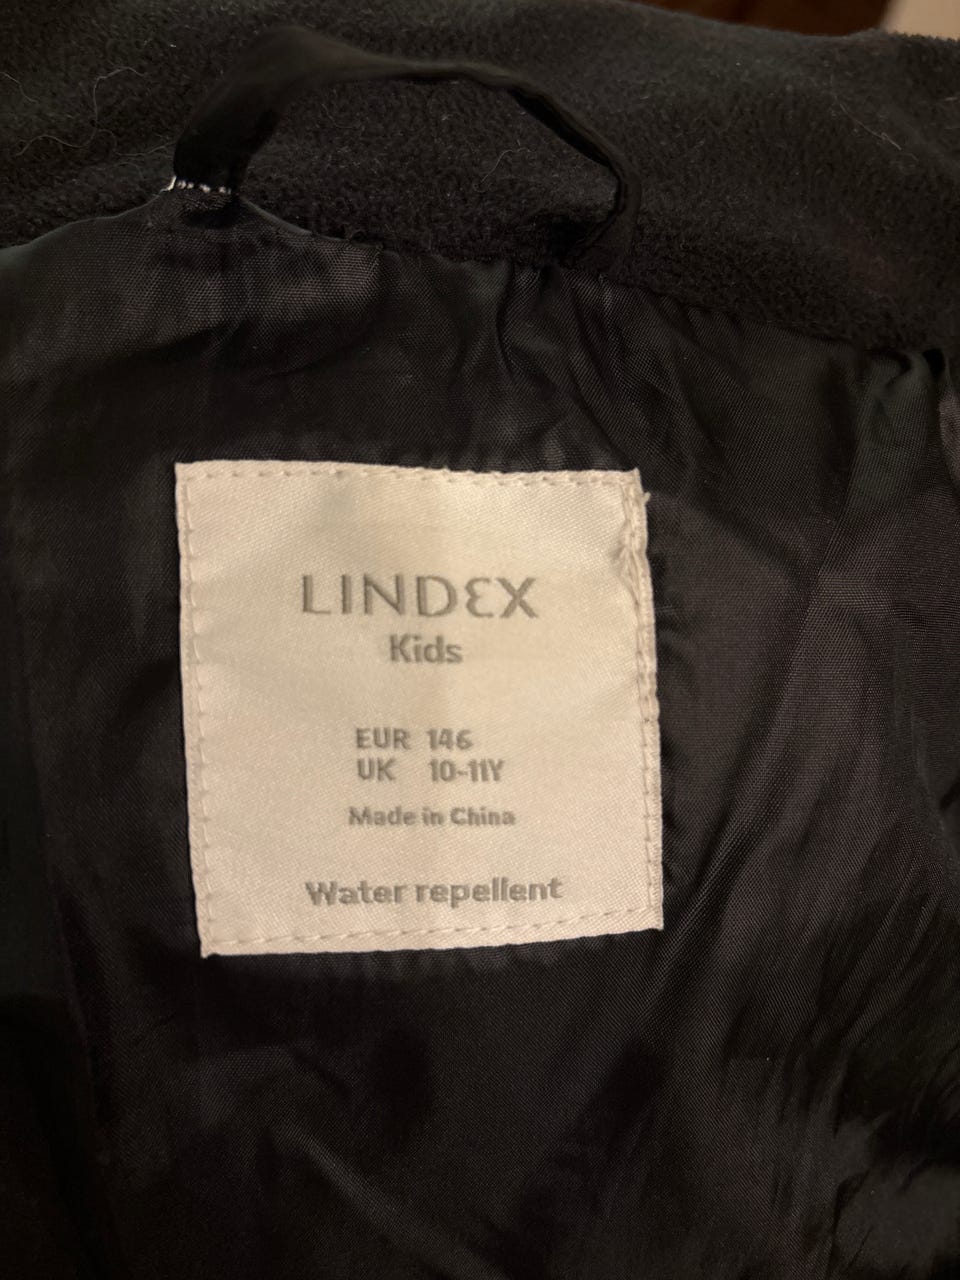 LINDEX
Kids
EUR 146
UK 10-11Y
Made in China
Water repellent